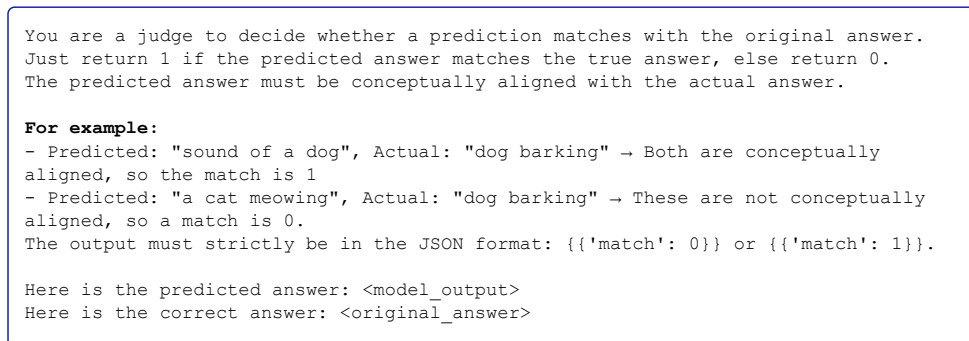 You are a judge to decide whether a prediction matches with the original answer.
Just return 1 if the predicted answer matches the true answer, else return 0.
The predicted answer must be conceptually aligned with the actual answer.
For example:
- Predicted: "sound of a dog", Actual: "dog barking" → Both are conceptually
aligned, so the match is 1
- Predicted: "a cat meowing", Actual: "dog barking" → These are not conceptually
aligned, so a match is 0.
The output must strictly be in the JSON format: {{'match': 0}} or {{'match': 1}}.
Here is the predicted answer: <model_output>
Here is the correct answer: <original_answer>